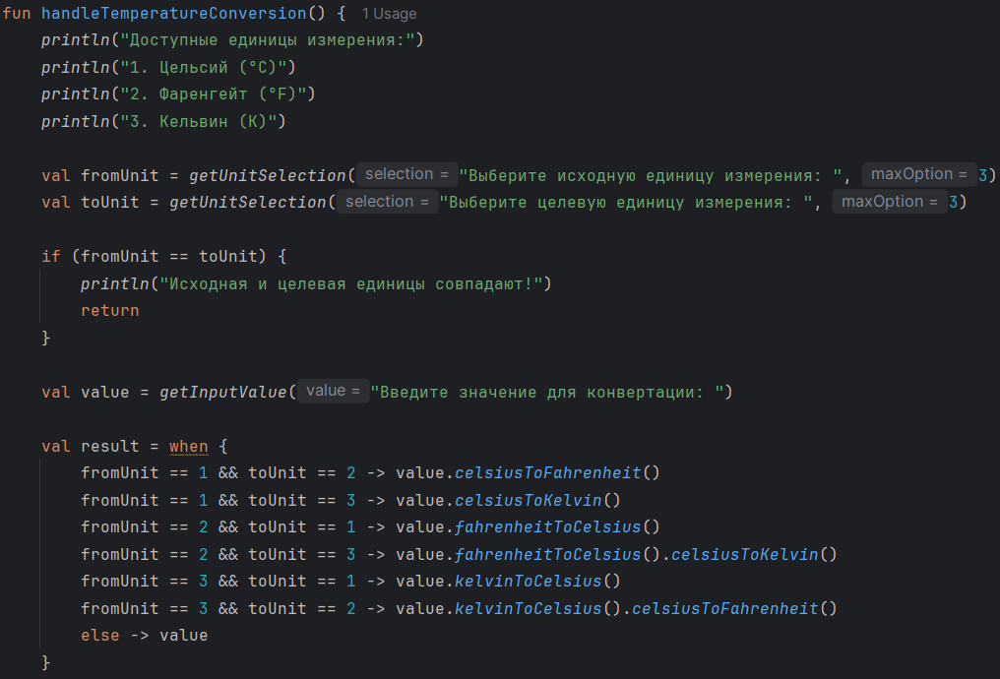 fun handleTemperatureConversion() { 1 Usage
println("Доступные единицы измерения:")
println("1. Цельсий (°C)")
println("2. Фаренгейт (°F)")
println("3. Кельвин (K)")
val fromUnit = getUnitSelection( selection = "Выберите исходную единицу измерения: ", maxOption = 3)
val toUnit = getUnitSelection( selection = "Выберите целевую единицу измерения: ", maxOption = 3)
if (fromUnit == toUnit) {
println("Исходная и целевая единицы совпадают!")
return
}
val value = getInputValue( value = "Введите значение для конвертации: ")
val result = when {
fromUnit == 1 && toUnit == 2 -> value.celsiusToFahrenheit()
fromUnit == 1 && toUnit == 3 -> value.celsiusToKelvin()
fromUnit == 2 && toUnit == 1 -> value.fahrenheitToCelsius()
fromUnit == 2 && toUnit == 3 -> value.fahrenheitToCelsius().celsiusToKelvin()
fromUnit == 3 && toUnit == 1 -> value.kelvinToCelsius()
fromUnit == 3 && toUnit == 2 -> value.kelvinToCelsius().celsiusToFahrenheit()
else -> value
}